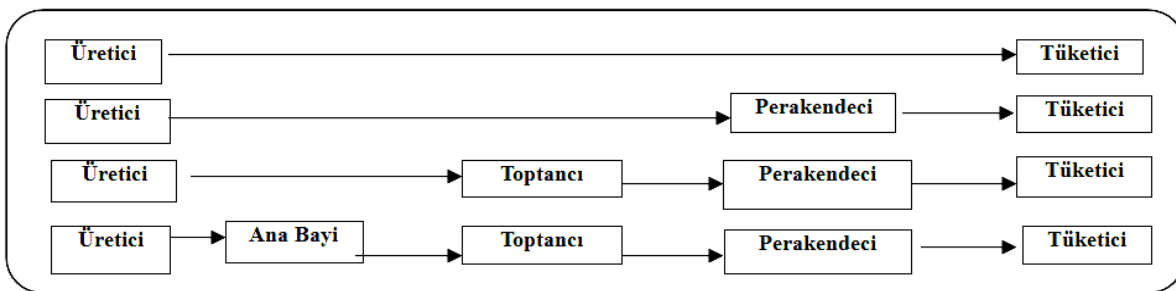 Üretici Tüketici
Üretici Perakendeci Tüketici
Üretici Toptancı Perakendeci Tüketici
Üretici Ana Bayi Toptancı Perakendeci Tüketici